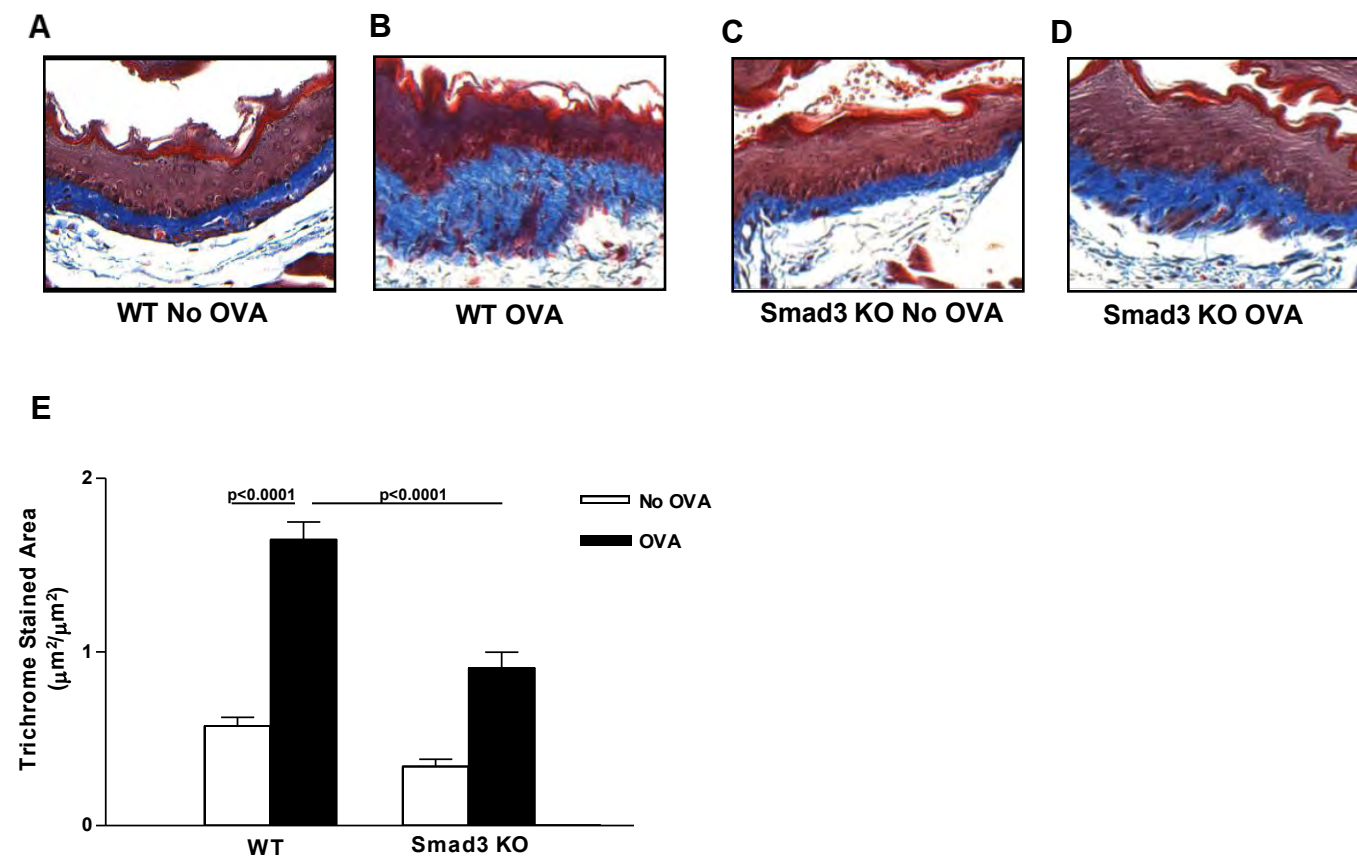 A
B
C
D
WT No OVA
WT OVA
Smad3 KO No OVA
Smad3 KO OVA
E
2
1
0
Trichrome Stained Area
(μm²/μm²)
p<0.0001
p<0.0001
No OVA
OVA
WT
Smad3 KO